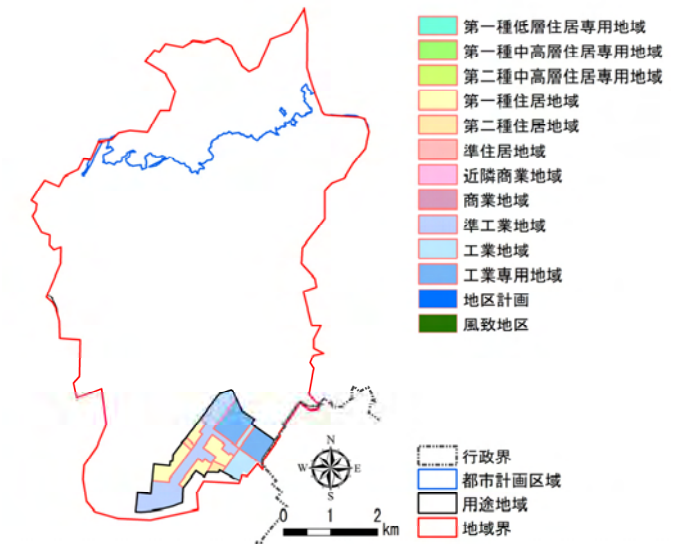 第一種低層住居専用地域
第一種中高層住居専用地域
第二種中高層住居専用地域
第一種住居地域
第二種住居地域
準住居地域
近隣商業地域
商業地域
準工業地域
工業地域
工業専用地域
地区計画
風致地区
N
W E
S
0 1 2
km
行政界
都市計画区域
用途地域
地域界